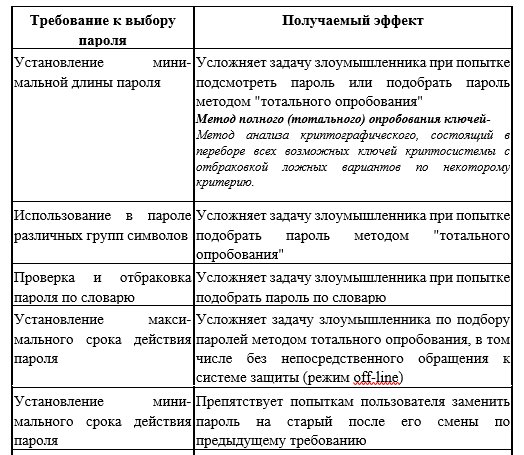 Требование к выбору
пароля
Получаемый эффект
Установление мини-
мальной длины пароля
Усложняет задачу злоумышленника при попытке
подсмотреть пароль или подобрать пароль
методом "тотального опробования"
Метод полного (тотального) опробования ключей-
Метод анализа криптографического, состоящий в
переборе всех возможных ключей криптосистемы с
отбраковкой ложных вариантов по некоторому
критерию.
Использование в пароле
различных групп символов
Усложняет задачу злоумышленника при попытке
подобрать пароль методом "тотального
опробования"
Проверка и отбраковка
пароля по словарю
Усложняет задачу злоумышленника при попытке
подобрать пароль по словарю
Установление макси-
мального срока действия
пароля
Усложняет задачу злоумышленника по подбору
паролей методом тотального опробования, в том
числе без непосредственного обращения к
системе защиты (режим off-line)
Установление мини-
мального срока действия
пароля
Препятствует попыткам пользователя заменить
пароль на старый после его смены по
предыдущему требованию